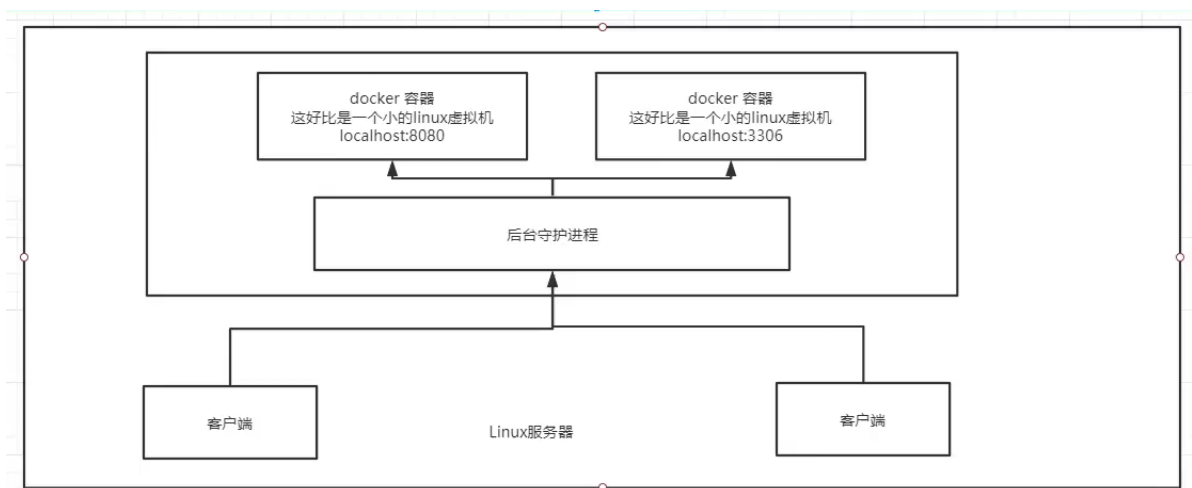 docker 容器
这好比是一个小的linux虚拟机
localhost:8080
docker 容器
这好比是一个小的linux虚拟机
localhost:3306
后台守护进程
客户端
Linux服务器
客户端